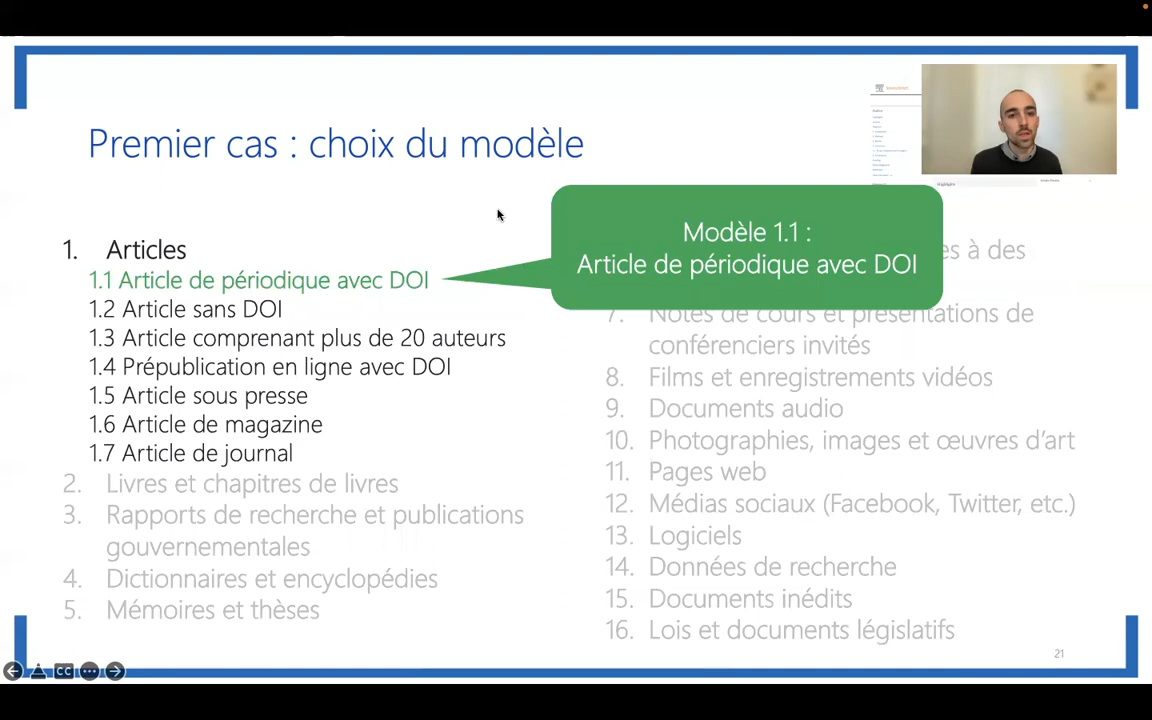 Premier cas : choix du modèle
1. Articles
1.1 Article de périodique avec DOI
1.2 Article sans DOI
1.3 Article comprenant plus de 20 auteurs
1.4 Prépublication en ligne avec DOI
1.5 Article sous presse
1.6 Article de magazine
1.7 Article de journal
2. Livres et chapitres de livres
3. Rapports de recherche et publications
gouvernementales
4. Dictionnaires et encyclopédies
5. Mémoires et thèses
Modèle 1.1 :
Article de périodique avec DOI
à des
7. Notes de cours et présentations de
conférenciers invités
8. Films et enregistrements vidéos
9. Documents audio
10. Photographies, images et œuvres d’art
11. Pages web
12. Médias sociaux (Facebook, Twitter, etc.)
13. Logiciels
14. Données de recherche
15. Documents inédits
16. Lois et documents législatifs
21
CC